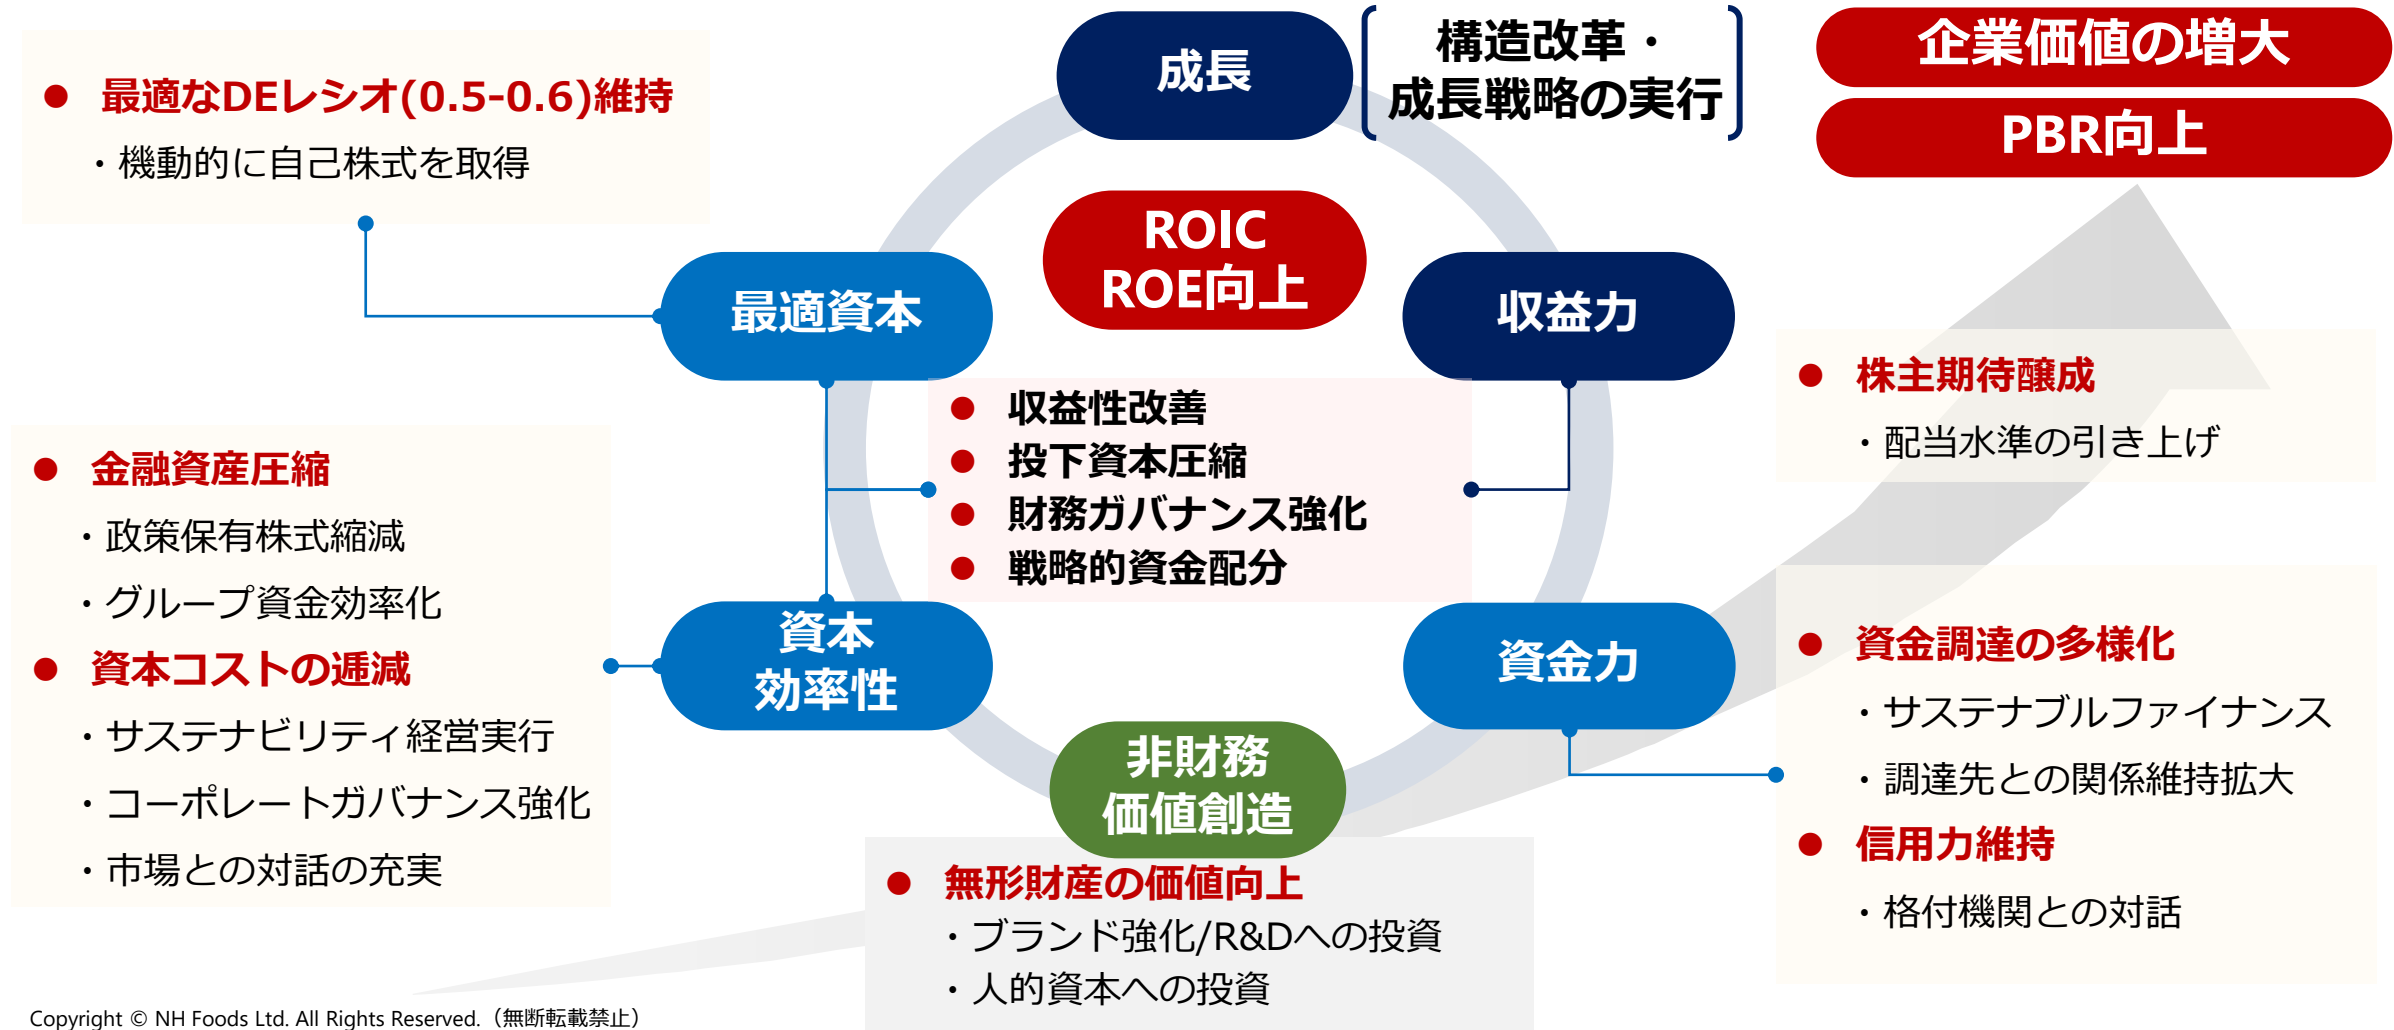 成長
構造改革・
成長戦略の実行
企業価値の増大
PBR向上
● 最適なDEレシオ(0.5-0.6)維持
・機動的に自己株式を取得
ROIC
ROE向上
最適資本
収益力
● 収益性改善
● 投下資本圧縮
● 財務ガバナンス強化
● 戦略的資金配分
● 株主期待醸成
・配当水準の引き上げ
● 金融資産圧縮
・政策保有株式縮減
・グループ資金効率化
● 資本コストの逓減
・サステナビリティ経営実行
・コーポレートガバナンス強化
・市場との対話の充実
資本
効率性
資金力
● 資金調達の多様化
・サステナブルファイナンス
・調達先との関係維持拡大
● 信用力維持
・格付機関との対話
非財務
価値創造
● 無形財産の価値向上
・ブランド強化/R&Dへの投資
・人的資本への投資
Copyright © NH Foods Ltd. All Rights Reserved.（無断転載禁止）